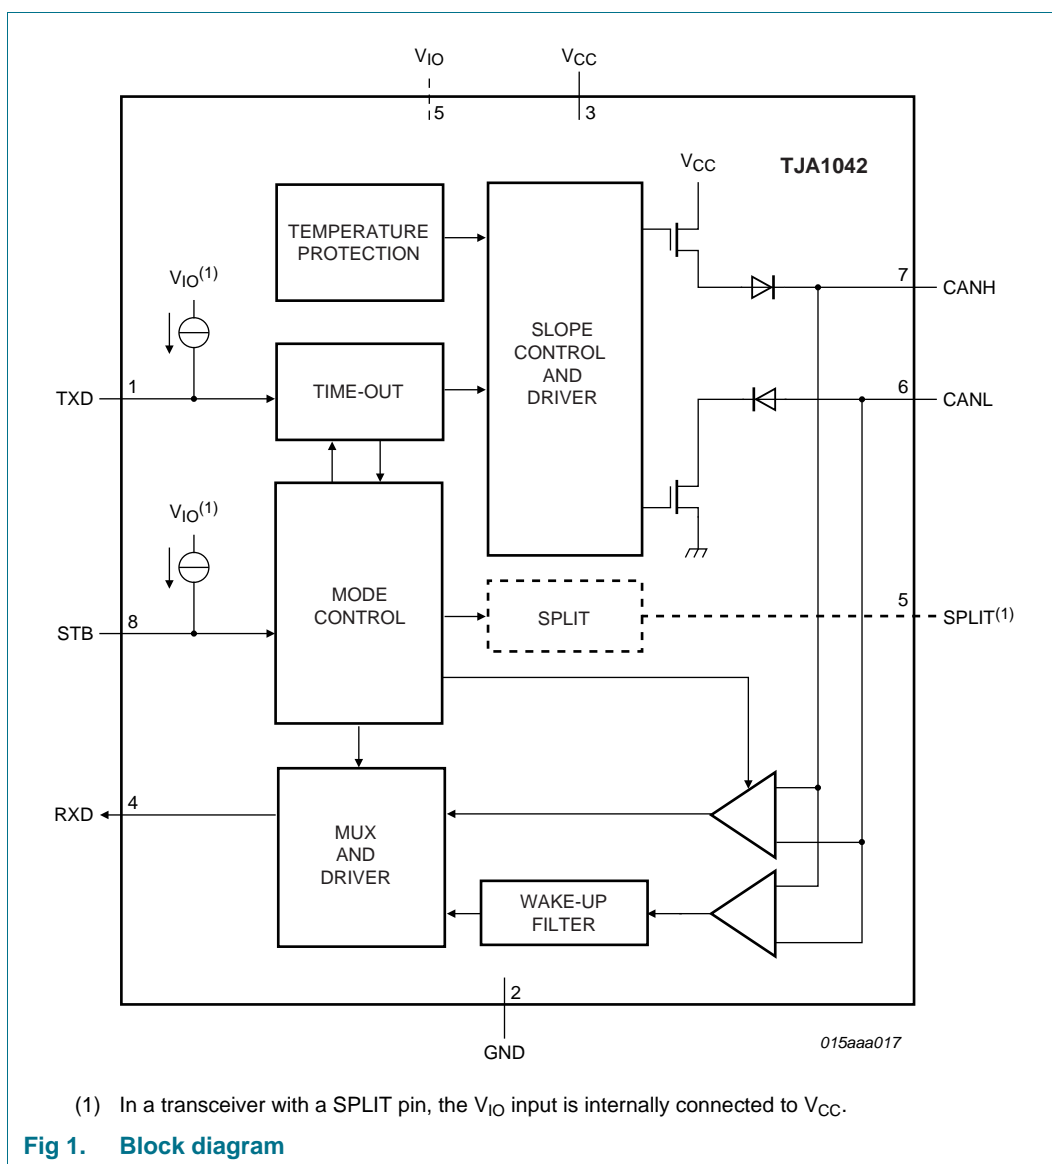 VIO
VCC
5
3
TJA1042
VCC
TEMPERATURE
PROTECTION
VIO(1)
7
CANH
SLOPE
CONTROL
AND
DRIVER
TXD
1
TIME-OUT
6
CANL
VIO(1)
MODE
CONTROL
STB
8
SPLIT
5
SPLIT(1)
RXD
4
MUX
AND
DRIVER
WAKE-UP
FILTER
2
GND
015aaa017
(1) In a transceiver with a SPLIT pin, the VIO input is internally connected to VCC.
Fig 1. Block diagram